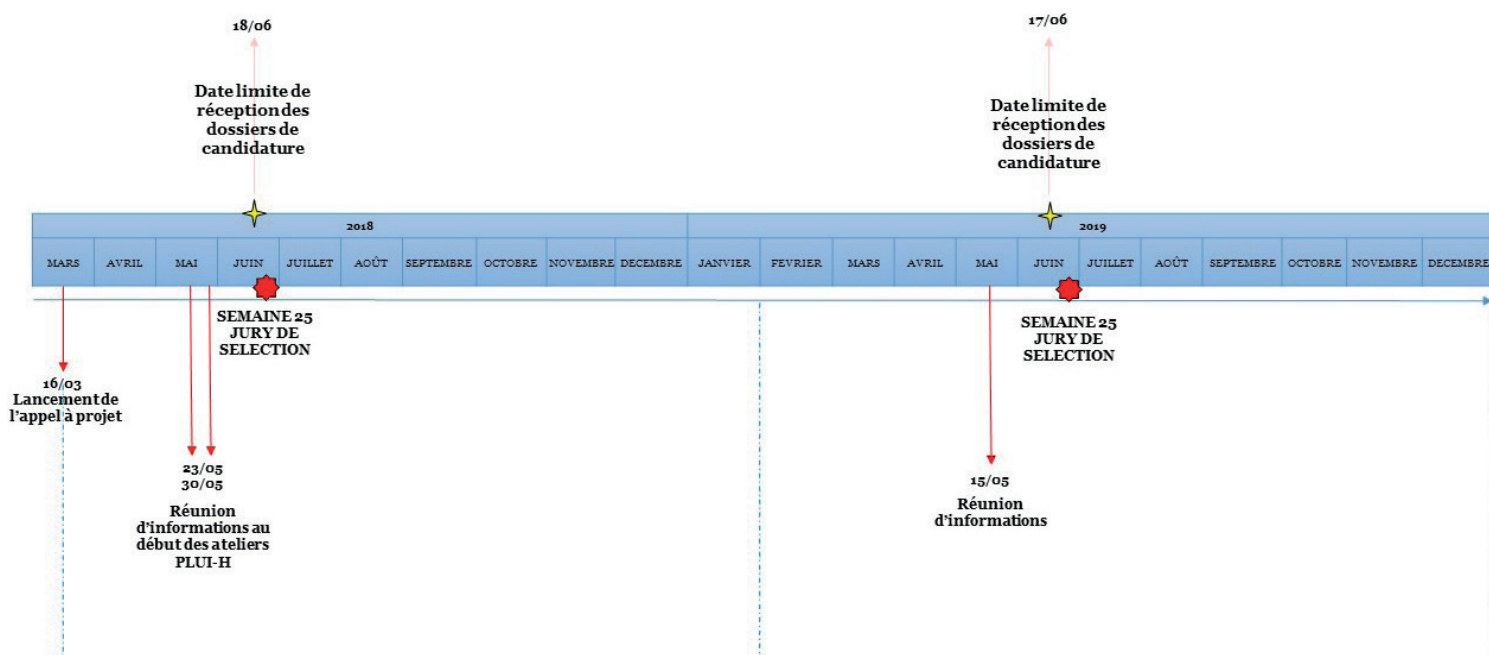 18/06
17/06
Date limite de
réception des
dossiers de
candidature
Date limite de
réception des
dossiers de
candidature
2018
2019
MARS
AVRIL
MAI
JUIN
JUILLET
AOÛT
SEPTEMBRE
OCTOBRE
NOVEMBRE
DECEMBRE
JANVIER
FEVRIER
MARS
AVRIL
MAI
JUIN
JUILLET
AOÛT
SEPTEMBRE
OCTOBRE
NOVEMBRE
DECEMBRE
SEMAINE 25
JURY DE
SELECTION
SEMAINE 25
JURY DE
SELECTION
16/03
Lancement de
l'appel à projet
23/05
30/05
Réunion
d'informations au
début des ateliers
PLUI-H
15/05
Réunion
d'informations